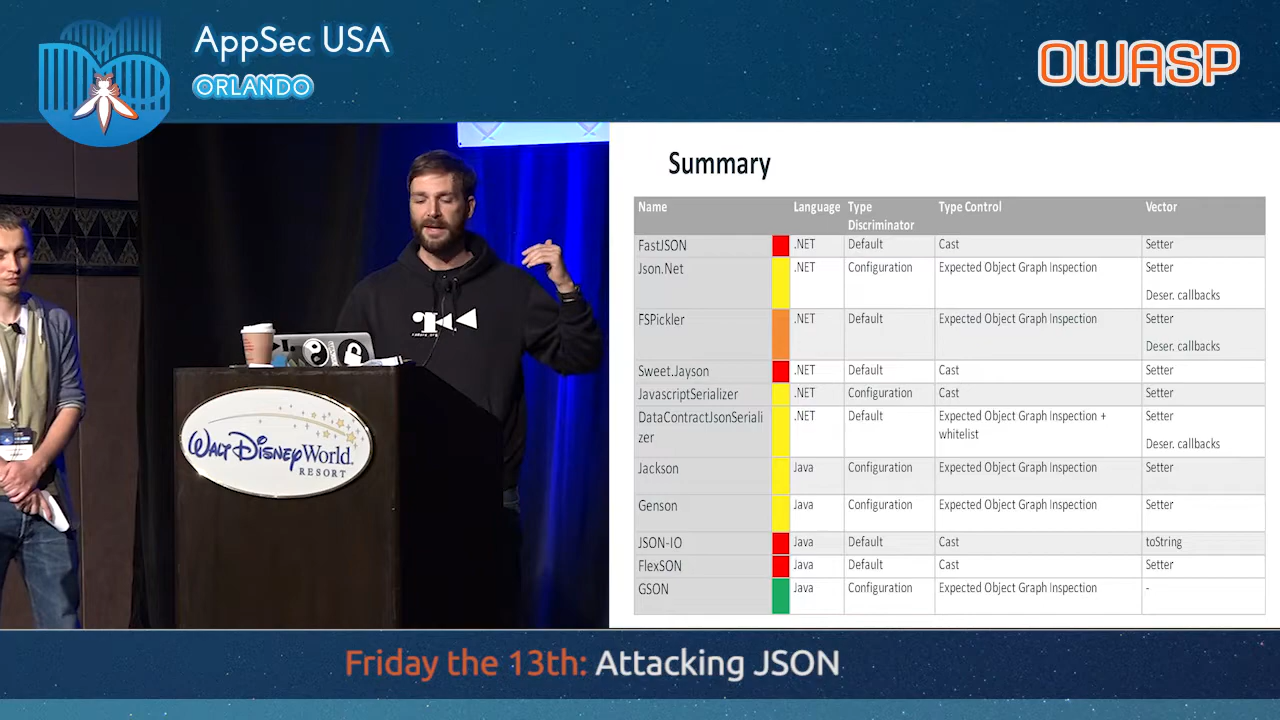 AppSec USA
ORLANDO
OWASP
Summary
Name Language Type Discriminator Type Control Vector
FastJSON .NET Default Cast Setter
Json.Net .NET Configuration Expected Object Graph Inspection Setter
Deser. callbacks
FSPickler .NET Default Expected Object Graph Inspection Setter
Deser. callbacks
Sweet.Jayson .NET Default Cast Setter
JavascriptSerializer .NET Configuration Cast Setter
DataContractJsonSeriali .NET Default Expected Object Graph Inspection + Setter
zer whitelist Deser. callbacks
Jackson Java Configuration Expected Object Graph Inspection Setter
Genson Java Configuration Expected Object Graph Inspection Setter
JSON-IO Java Default Cast toString
FlexSON Java Default Cast Setter
GSON Java Configuration Expected Object Graph Inspection -
WALT DISNEY World.
RESORT
Friday the 13th: Attacking JSON